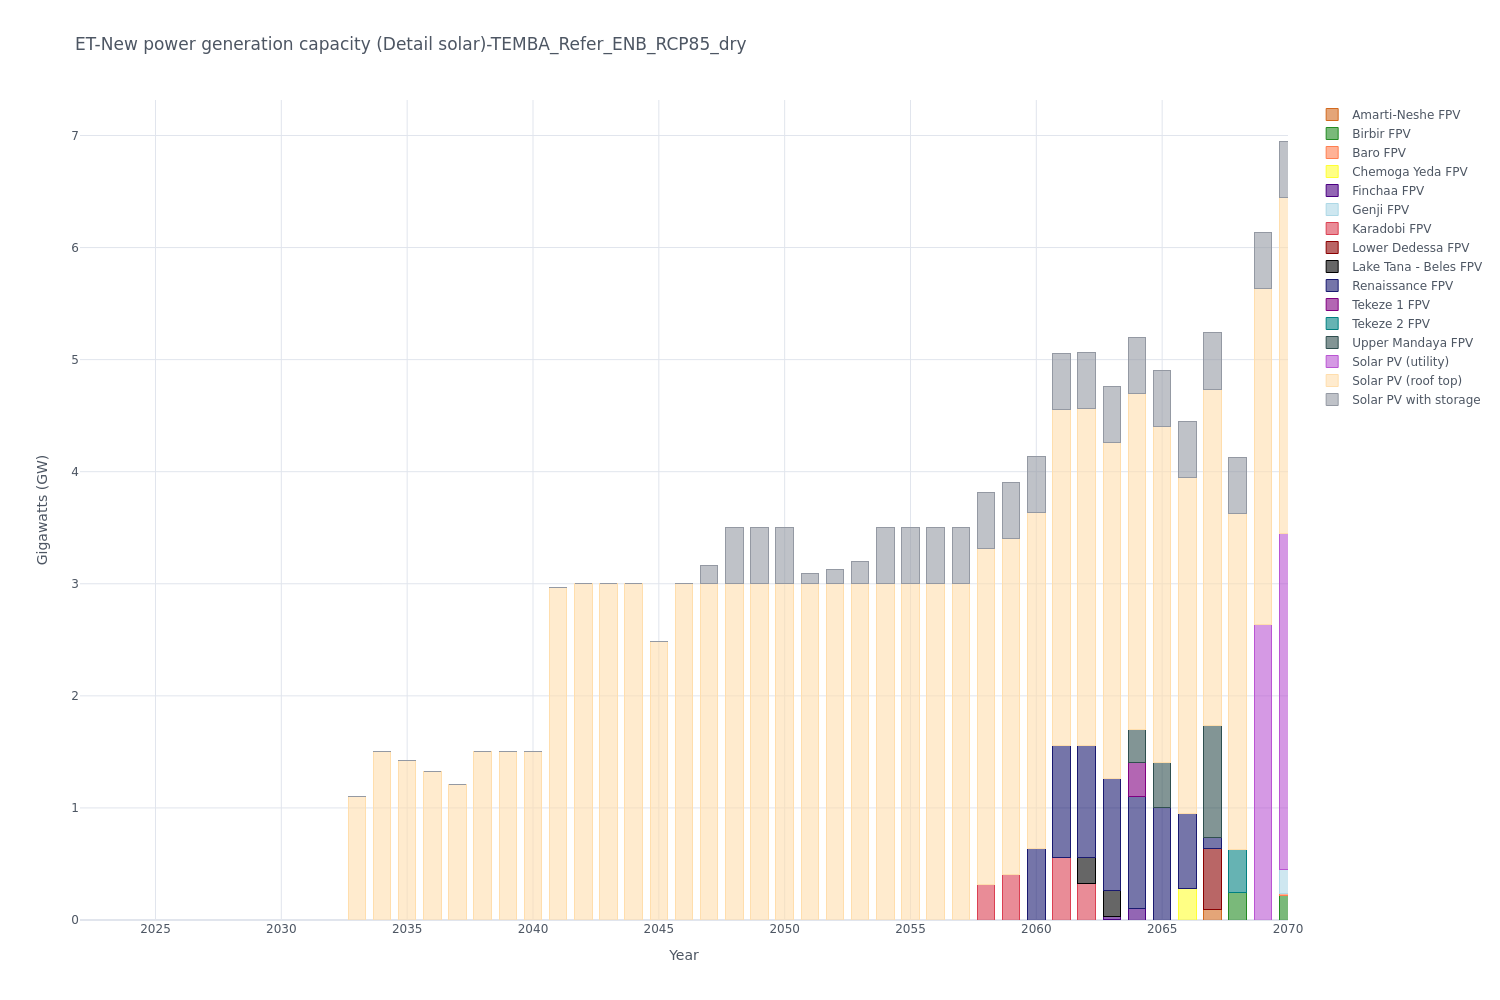 ET-New power generation capacity (Detail solar)-TEMBA_Refer_ENB_RCP85_dry
7
6
5
4
3
2
1
0
Gigawatts (GW)
2025
2030
2035
2040
2045
2050
2055
2060
2065
2070
Year
Amarti-Neshe FPV
Birbir FPV
Baro FPV
Chemoga Yeda FPV
Finchaa FPV
Genji FPV
Karadobi FPV
Lower Dedessa FPV
Lake Tana - Beles FPV
Renaissance FPV
Tekeze 1 FPV
Tekeze 2 FPV
Upper Mandaya FPV
Solar PV (utility)
Solar PV (roof top)
Solar PV with storage